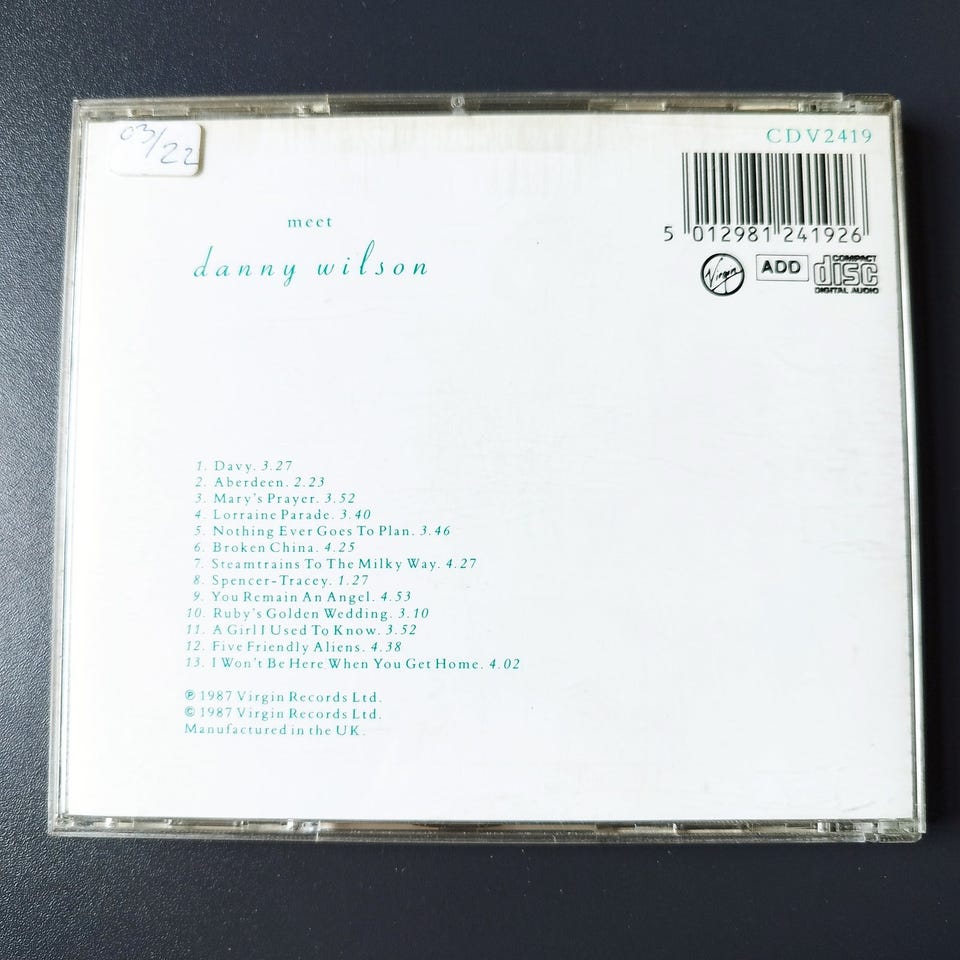 03/22
CDV2419
5 012981 241926
Virgin
ADD
COMPACT
disc
DIGITAL AUDIO
meet
danny wilson
1. Davy. 3.27
2. Aberdeen. 2.23
3. Mary's Prayer. 3.52
4. Lorraine Parade. 3.40
5. Nothing Ever Goes To Plan. 3.46
6. Broken China. 4.25
7. Steamtrains To The Milky Way. 4.27
8. Spencer-Tracey. 1.27
9. You Remain An Angel. 4.53
10. Ruby's Golden Wedding. 3.10
11. A Girl I Used To Know. 3.52
12. Five Friendly Aliens. 4.38
13. I Won't Be Here When You Get Home. 4.02
℗ 1987 Virgin Records Ltd.
© 1987 Virgin Records Ltd.
Manufactured in the UK.